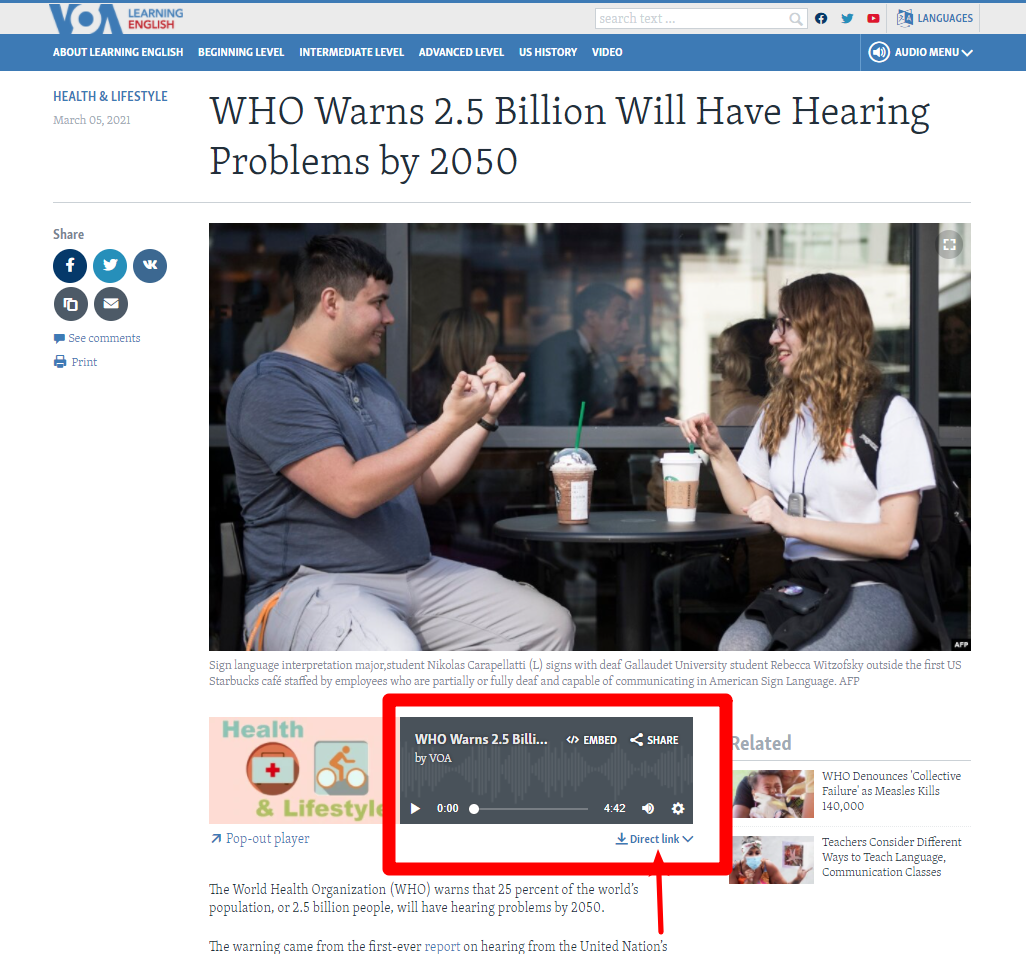 VOA LEARNING
ENGLISH
search text ...
LANGUAGES
ABOUT LEARNING ENGLISH BEGINNING LEVEL INTERMEDIATE LEVEL ADVANCED LEVEL US HISTORY VIDEO AUDIO MENU
HEALTH & LIFESTYLE
March 05, 2021
WHO Warns 2.5 Billion Will Have Hearing
Problems by 2050
Share
See comments
Print
AFP
Sign language interpretation major,student Nikolas Carapellatti (L) signs with deaf Gallaudet University student Rebecca Witzofsky outside the first US
Starbucks café staffed by employees who are partially or fully deaf and capable of communicating in American Sign Language. AFP
Health
& Lifestyle
WHO Warns 2.5 Billi... EMBED SHARE
by VOA
0:00 4:42
Pop-out player
Direct link
Related
WHO Denounces 'Collective
Failure' as Measles Kills
140,000
Teachers Consider Different
Ways to Teach Language,
Communication Classes
The World Health Organization (WHO) warns that 25 percent of the world's
population, or 2.5 billion people, will have hearing problems by 2050.
The warning came from the first-ever report on hearing from the United Nation's